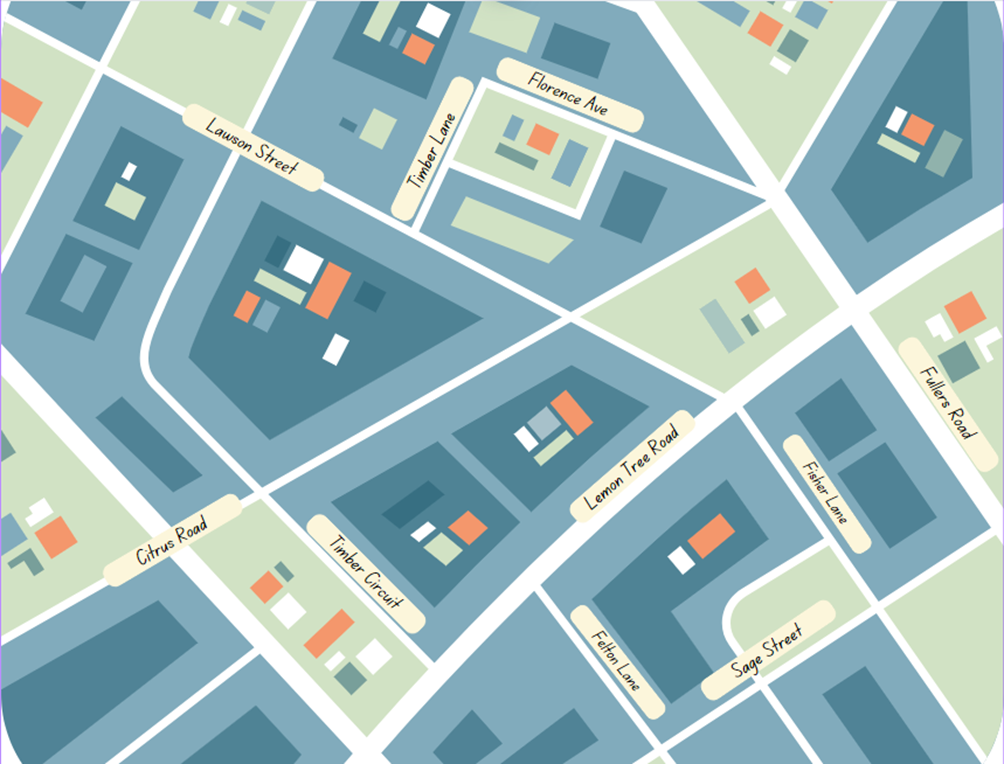 Florence Ave
Timber Lane
Lawson Street
Fullers Road
Lemon Tree Road
Fisher Lane
Citrus Road
Timber Circuit
Sage Street
Felton Lane